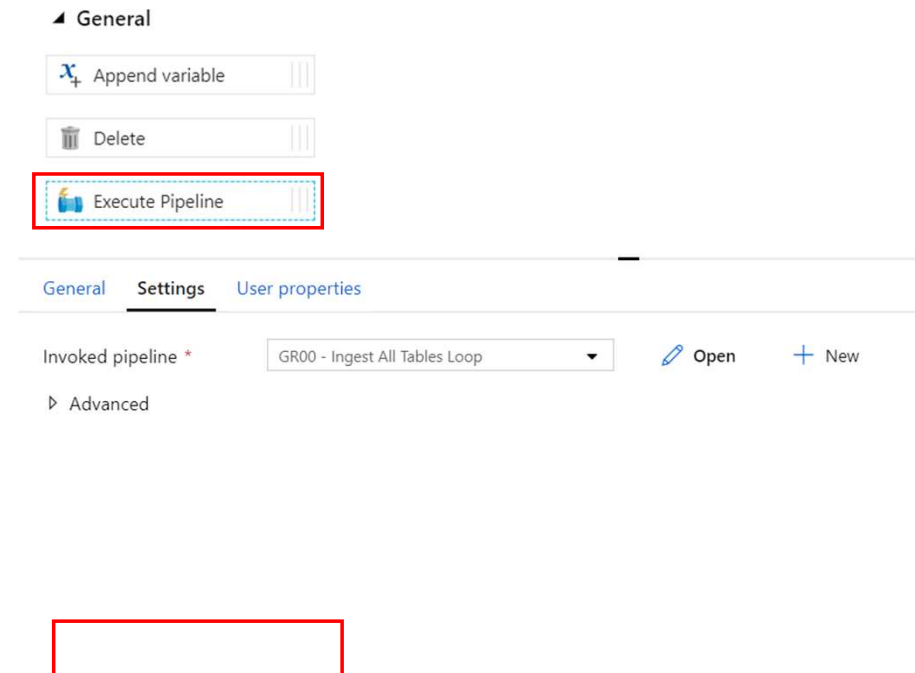 General
Append variable
Delete
Execute Pipeline
General Settings User properties
Invoked pipeline * GR00 - Ingest All Tables Loop Open + New
Advanced